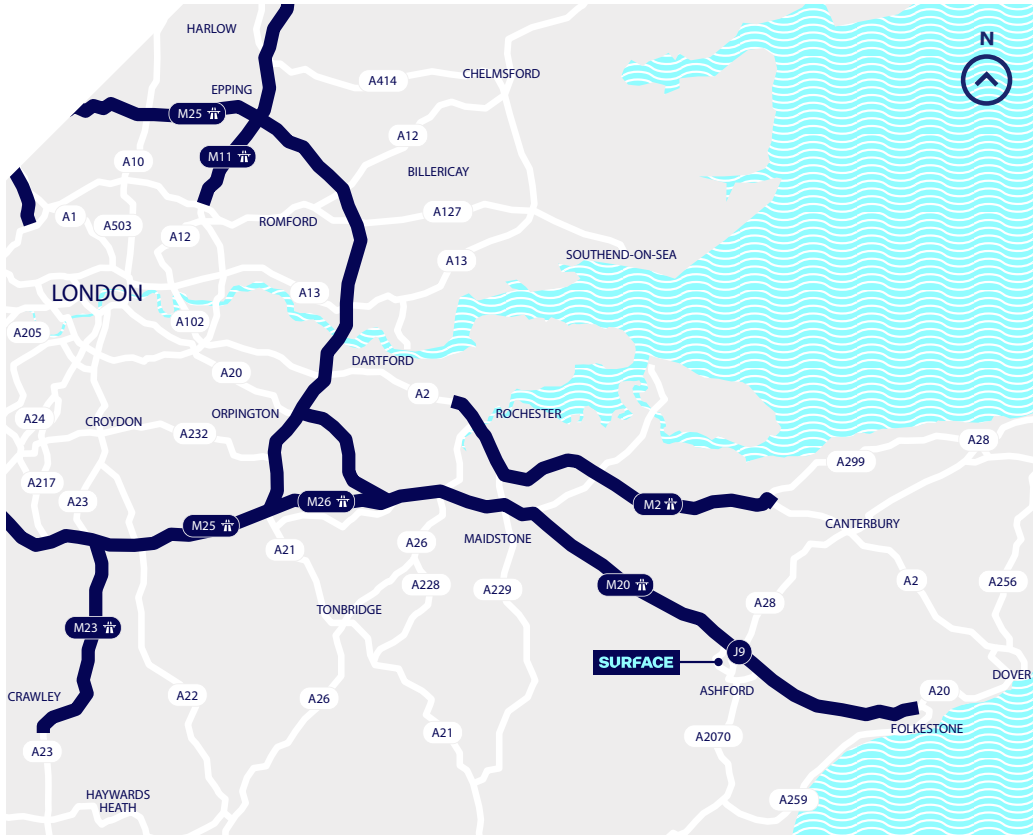 HARLOW
N
CHELMSFORD
A414
EPPING
M25
A12
M11
A10
BILLERICAY
A127
A1
A503
ROMFORD
A12
SOUTHEND-ON-SEA
A13
LONDON
A13
A102
A205
DARTFORD
A20
A2
ORPINGTON
ROCHESTER
A24
CROYDON
A232
A28
A299
A217
A23
M26
M2
M25
CANTERBURY
MAIDSTONE
A21
A26
A2
A256
M20
A228
A229
A28
TONBRIDGE
M23
J9
SURFACE
DOVER
ASHFORD
A20
CRAWLEY
A22
A26
FOLKESTONE
A21
A2070
A23
HAYWARDS
HEATH
A259